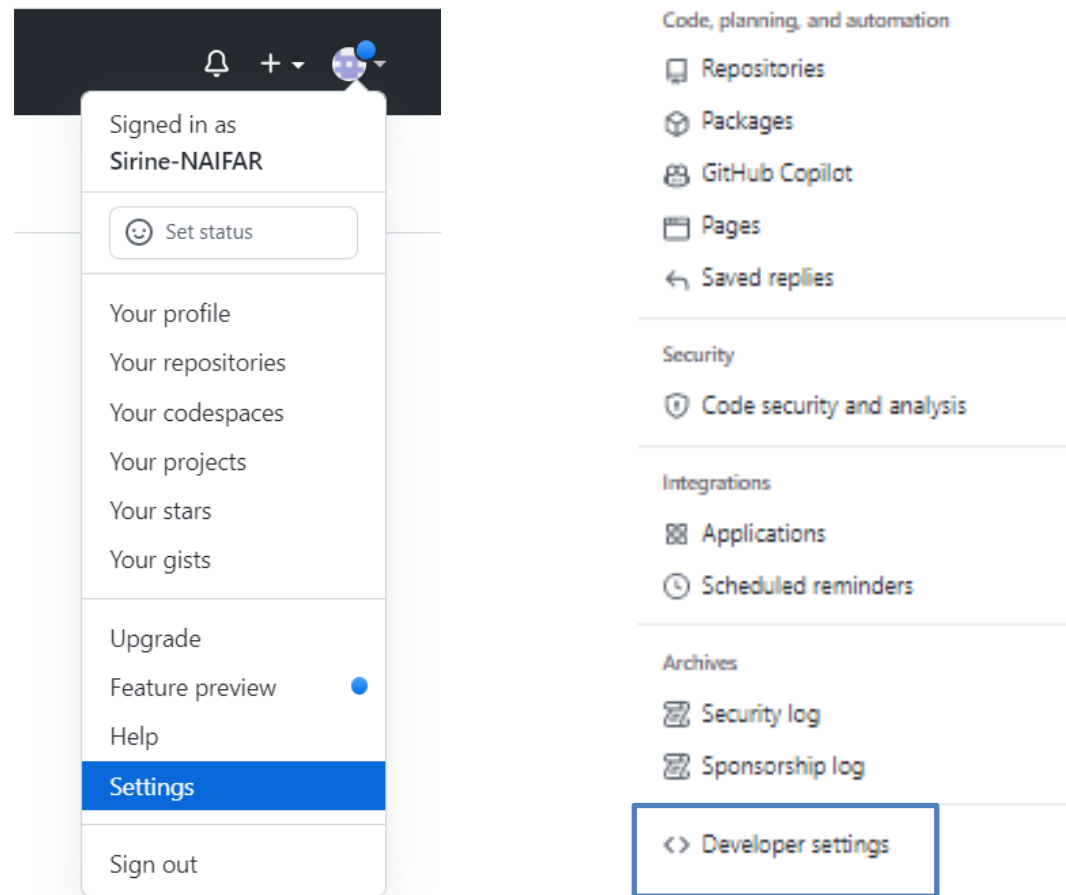 Signed in as
Sirine-NAIFAR
Set status
Your profile
Your repositories
Your codespaces
Your projects
Your stars
Your gists
Upgrade
Feature preview
Help
Settings
Sign out
Code, planning, and automation
Repositories
Packages
GitHub Copilot
Pages
Saved replies
Security
Code security and analysis
Integrations
Applications
Scheduled reminders
Archives
Security log
Sponsorship log
Developer settings